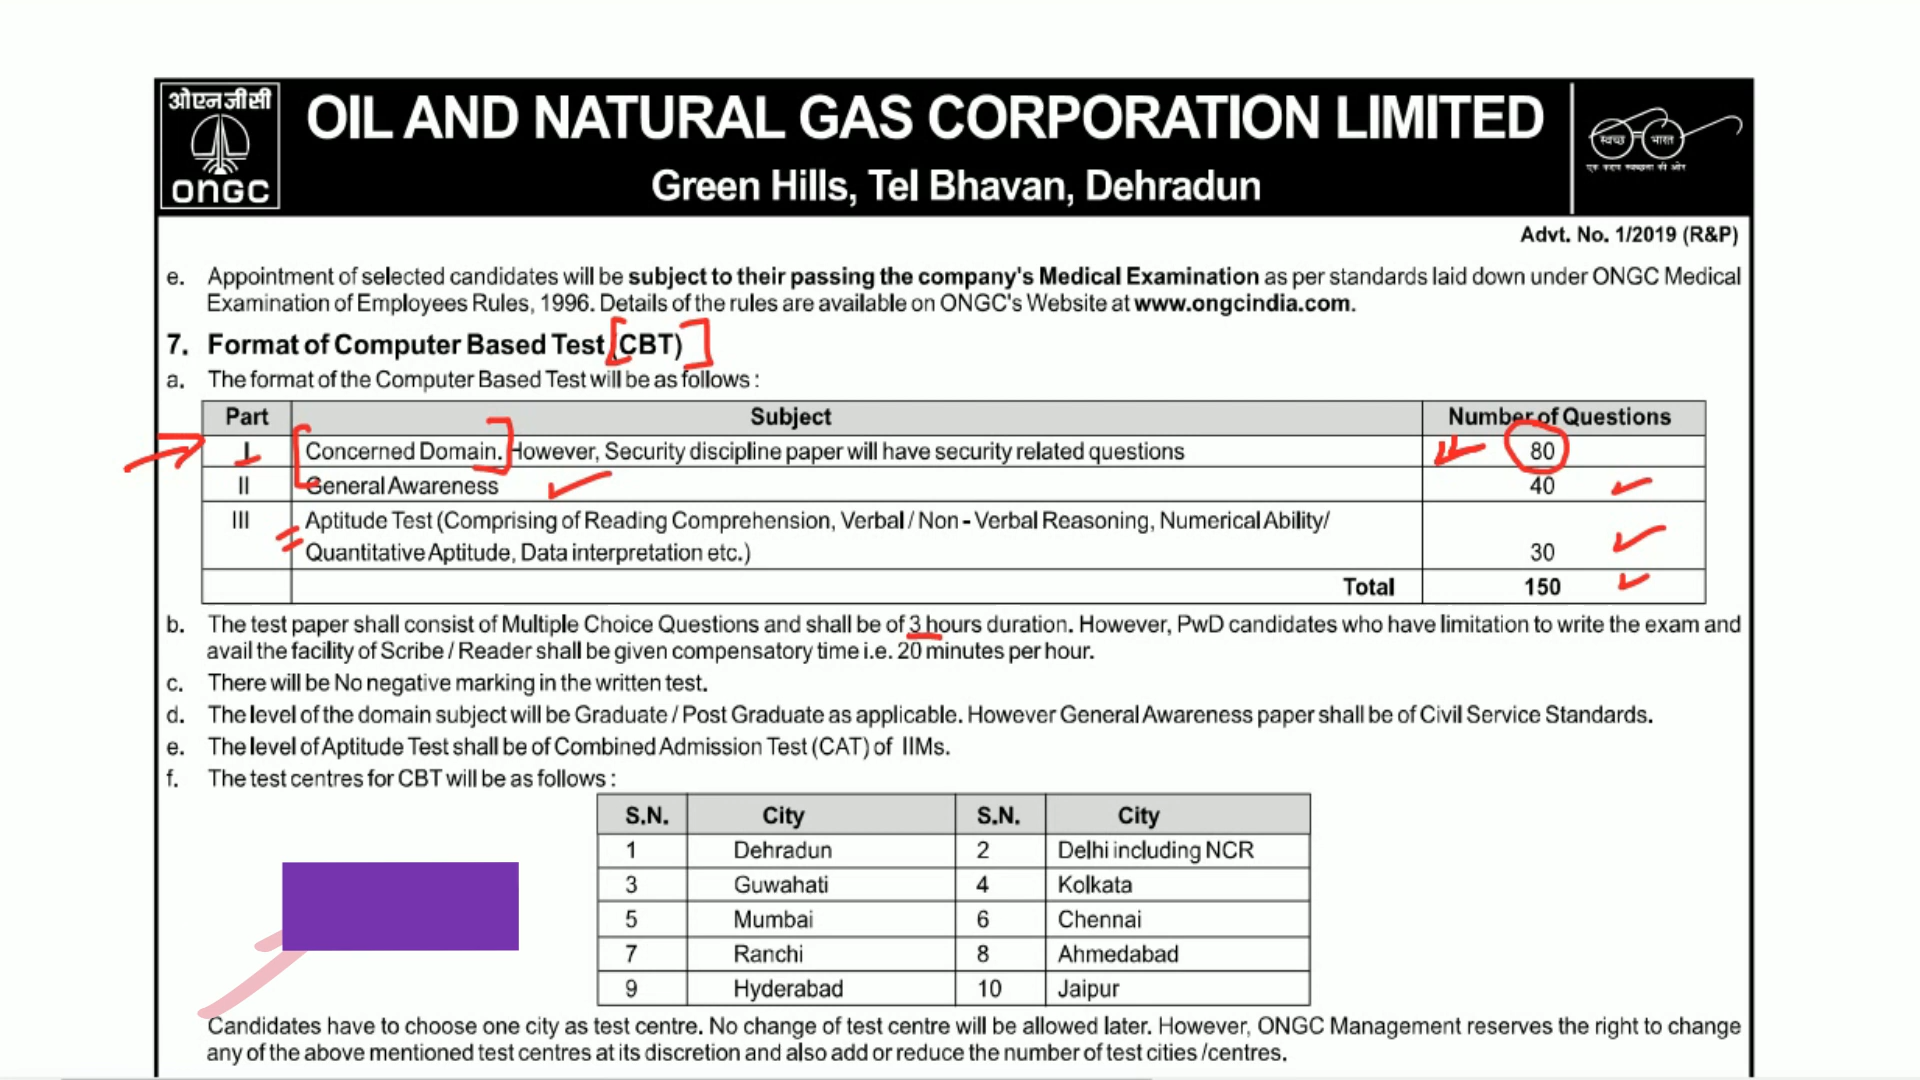 ओएनजीसी
ONGC
OIL AND NATURAL GAS CORPORATION LIMITED
Green Hills, Tel Bhavan, Dehradun
स्वच्छ भारत
एक कदम स्वच्छता की ओर
Advt. No. 1/2019 (R&P)
e. Appointment of selected candidates will be subject to their passing the company's Medical Examination as per standards laid down under ONGC Medical
Examination of Employees Rules, 1996. Details of the rules are available on ONGC's Website at www.ongcindia.com.
7. Format of Computer Based Test (CBT)
a. The format of the Computer Based Test will be as follows :
Part Subject Number of Questions
I Concerned Domain. However, Security discipline paper will have security related questions 80
II General Awareness 40
III Aptitude Test (Comprising of Reading Comprehension, Verbal / Non - Verbal Reasoning, Numerical Ability/
Quantitative Aptitude, Data interpretation etc.) 30
Total 150
b. The test paper shall consist of Multiple Choice Questions and shall be of 3 hours duration. However, PwD candidates who have limitation to write the exam and
avail the facility of Scribe / Reader shall be given compensatory time i.e. 20 minutes per hour.
c. There will be No negative marking in the written test.
d. The level of the domain subject will be Graduate / Post Graduate as applicable. However General Awareness paper shall be of Civil Service Standards.
e. The level of Aptitude Test shall be of Combined Admission Test (CAT) of IIMs.
f. The test centres for CBT will be as follows :
S.N. City S.N. City
1 Dehradun 2 Delhi including NCR
3 Guwahati 4 Kolkata
5 Mumbai 6 Chennai
7 Ranchi 8 Ahmedabad
9 Hyderabad 10 Jaipur
Candidates have to choose one city as test centre. No change of test centre will be allowed later. However, ONGC Management reserves the right to change
any of the above mentioned test centres at its discretion and also add or reduce the number of test cities /centres.